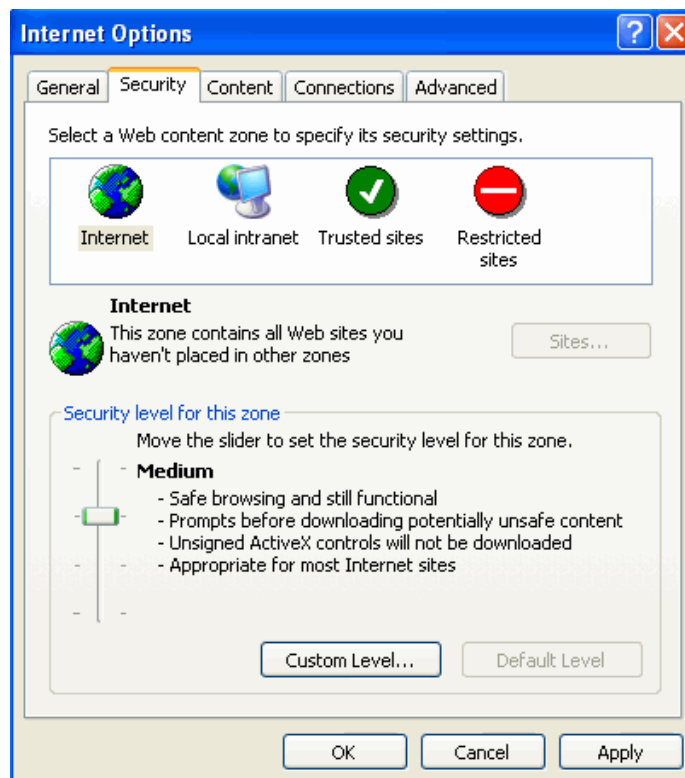 Internet Options
General Security Content Connections Advanced
Select a Web content zone to specify its security settings.
Internet Local intranet Trusted sites Restricted
sites
Internet
This zone contains all Web sites you
haven't placed in other zones
Sites...
Security level for this zone
Move the slider to set the security level for this zone.
Medium
- Safe browsing and still functional
- Prompts before downloading potentially unsafe content
- Unsigned ActiveX controls will not be downloaded
- Appropriate for most Internet sites
Custom Level... Default Level
OK Cancel Apply